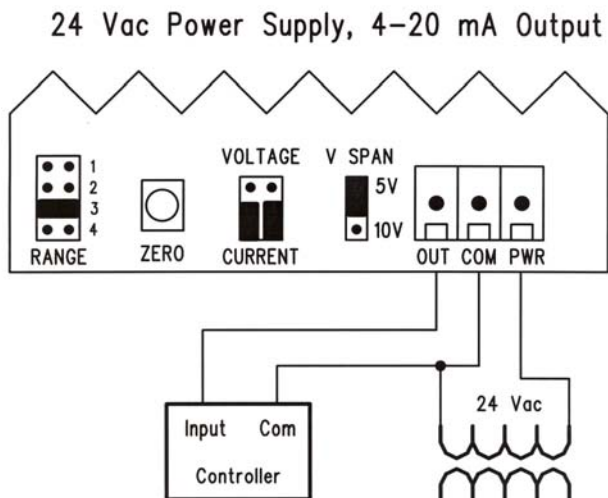 24 Vac Power Supply, 4-20 mA Output
VOLTAGE V SPAN
1
2
3
4
5V
10V
RANGE ZERO CURRENT OUT COM PWR
24 Vac
Input Com
Controller